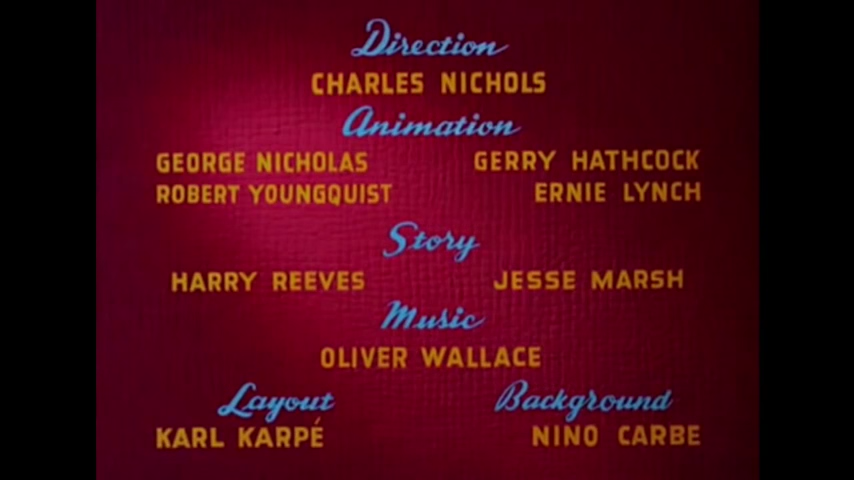 Direction
CHARLES NICHOLS
Animation
GEORGE NICHOLAS GERRY HATHCOCK
ROBERT YOUNGQUIST ERNIE LYNCH
Story
HARRY REEVES JESSE MARSH
Music
OLIVER WALLACE
Layout Background
KARL KARPÉ NINO CARBE